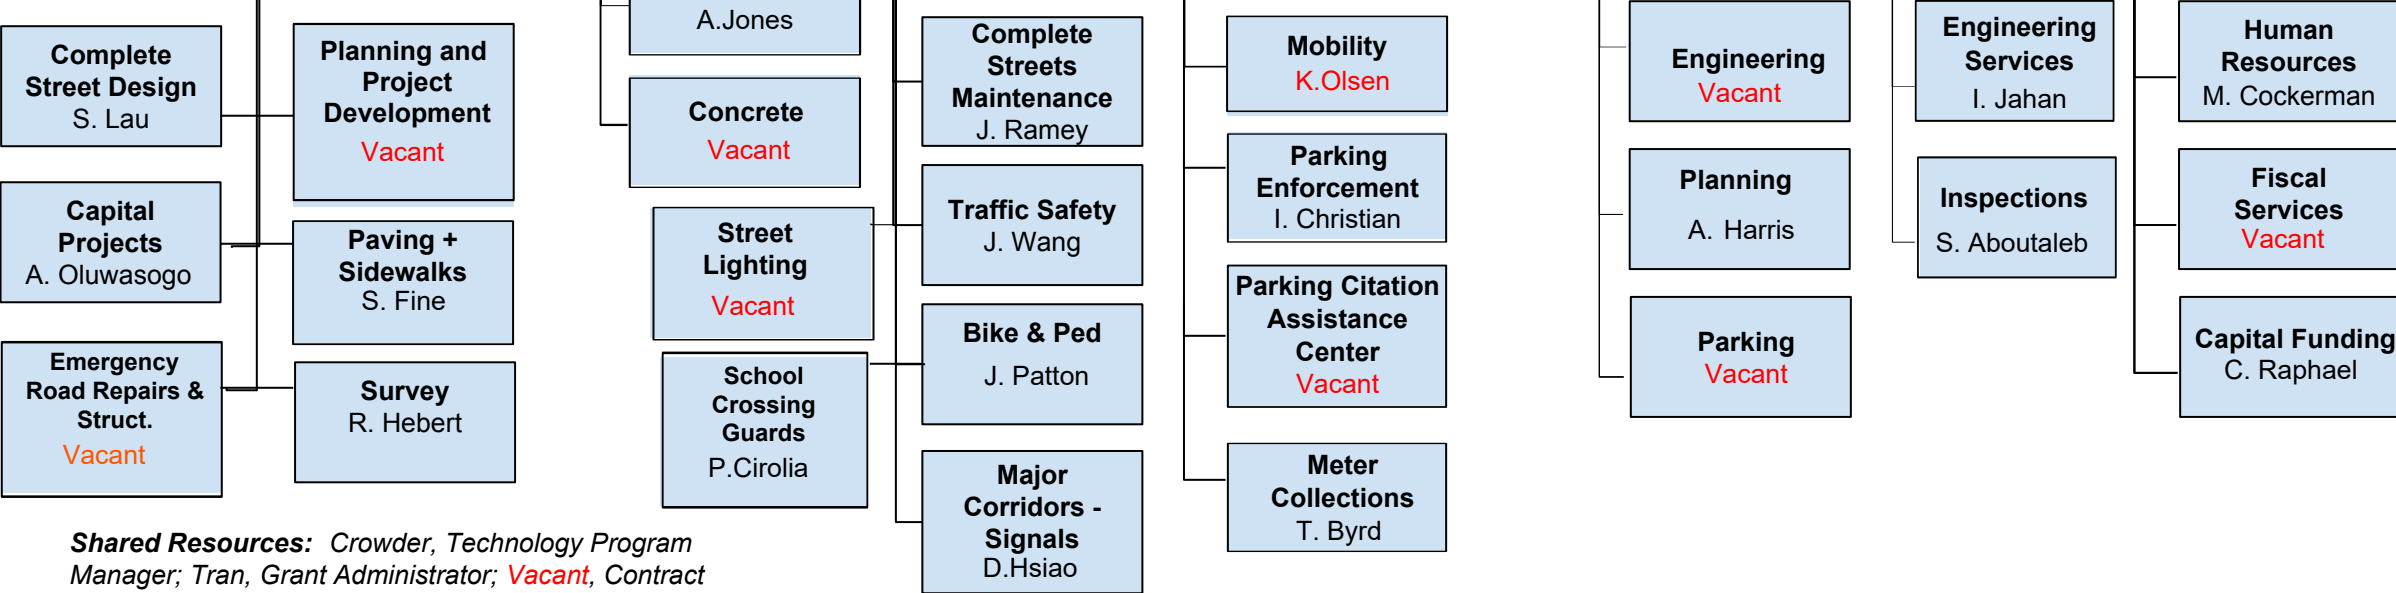 Complete
Street Design
S. Lau
Capital
Projects
A. Oluwasogo
Emergency
Road Repairs &
Struct.
Vacant
Planning and
Project
Development
Vacant
Paving +
Sidewalks
S. Fine
Survey
R. Hebert
A.Jones
Concrete
Vacant
Street
Lighting
Vacant
School
Crossing
Guards
P.Cirolia
Complete
Streets
Maintenance
J. Ramey
Traffic Safety
J. Wang
Bike & Ped
J. Patton
Major
Corridors -
Signals
D.Hsiao
Mobility
K.Olsen
Parking
Enforcement
I. Christian
Parking Citation
Assistance
Center
Vacant
Meter
Collections
T. Byrd
Engineering
Vacant
Planning
A. Harris
Parking
Vacant
Engineering
Services
I. Jahan
Inspections
S. Aboutaleb
Human
Resources
M. Cockerman
Fiscal
Services
Vacant
Capital Funding
C. Raphael
Shared Resources: Crowder, Technology Program
Manager; Tran, Grant Administrator; Vacant, Contract